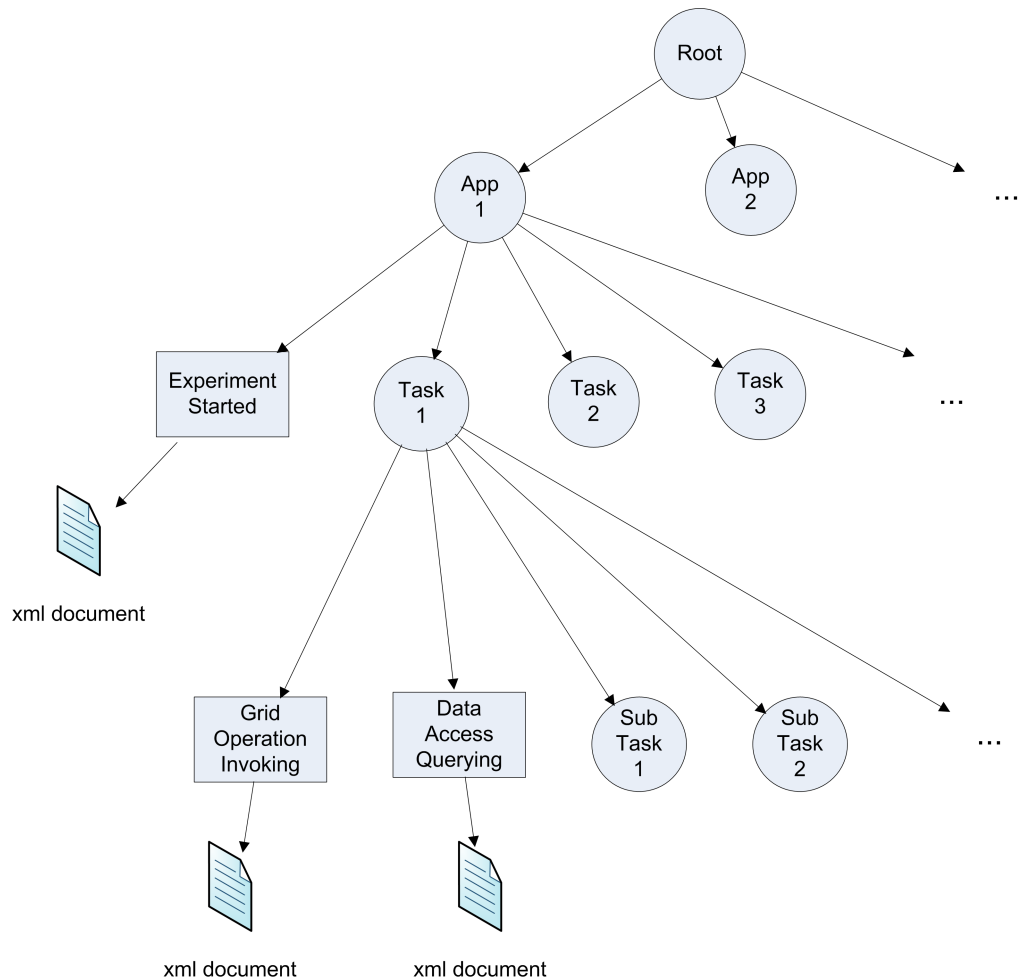 Root
App
1
App
2
...
Experiment
Started
Task
1
Task
2
Task
3
...
xml document
Grid
Operation
Invoking
Data
Access
Querying
Sub
Task
1
Sub
Task
2
...
xml document
xml document